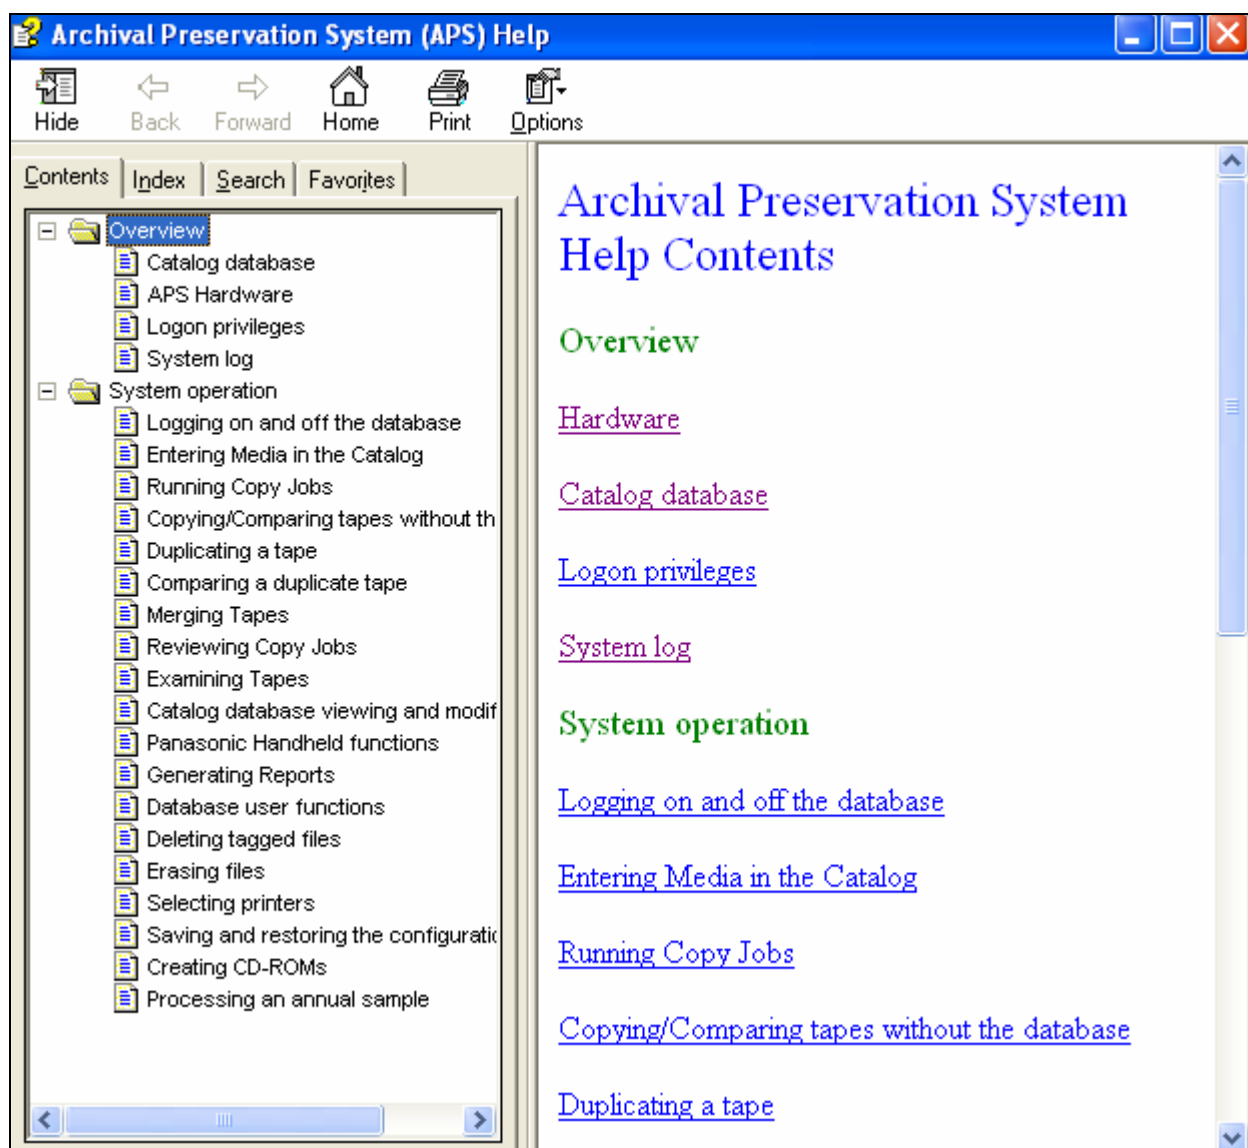 Archival Preservation System (APS) Help
Hide Back Forward Home Print Options
Contents Index Search Favorites
Overview
Catalog database
APS Hardware
Logon privileges
System log
System operation
Logging on and off the database
Entering Media in the Catalog
Running Copy Jobs
Copying/Comparing tapes without th
Duplicating a tape
Comparing a duplicate tape
Merging Tapes
Reviewing Copy Jobs
Examining Tapes
Catalog database viewing and modif
Panasonic Handheld functions
Generating Reports
Database user functions
Deleting tagged files
Erasing files
Selecting printers
Saving and restoring the configuratic
Creating CD-ROMs
Processing an annual sample
Archival Preservation System
Help Contents
Overview
Hardware
Catalog database
Logon privileges
System log
System operation
Logging on and off the database
Entering Media in the Catalog
Running Copy Jobs
Copying/Comparing tapes without the database
Duplicating a tape